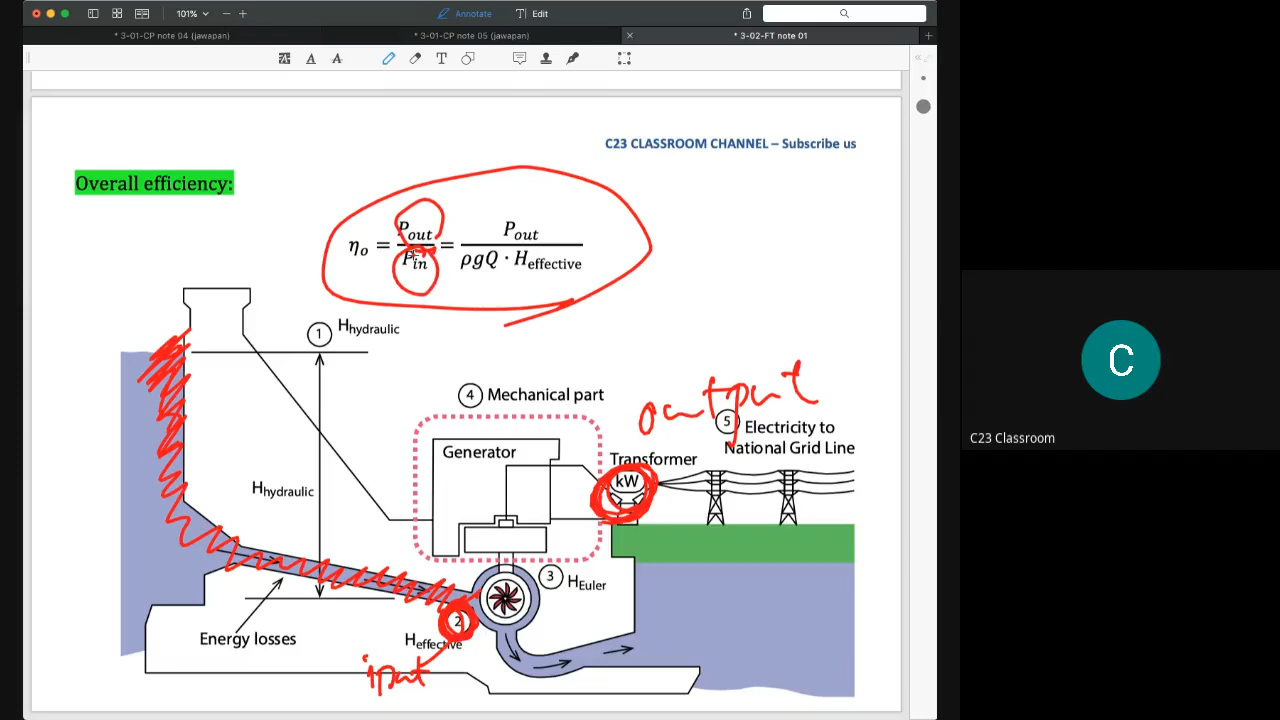 101%
Annotate
Edit
* 3-01-CP note 04 (jawapan)
* 3-01-CP note 05 (jawapan)
* 3-02-FT note 01
C23 CLASSROOM CHANNEL – Subscribe us
Overall efficiency:
ηo = Pout / Pin = Pout / ρgQ · Heffective
1 Hhydraulic
4 Mechanical part
output
5 Electricity to
National Grid Line
Generator
Transformer
kW
Hhydraulic
3 HEuler
2
Energy losses
Heffective
iput
C
C23 Classroom